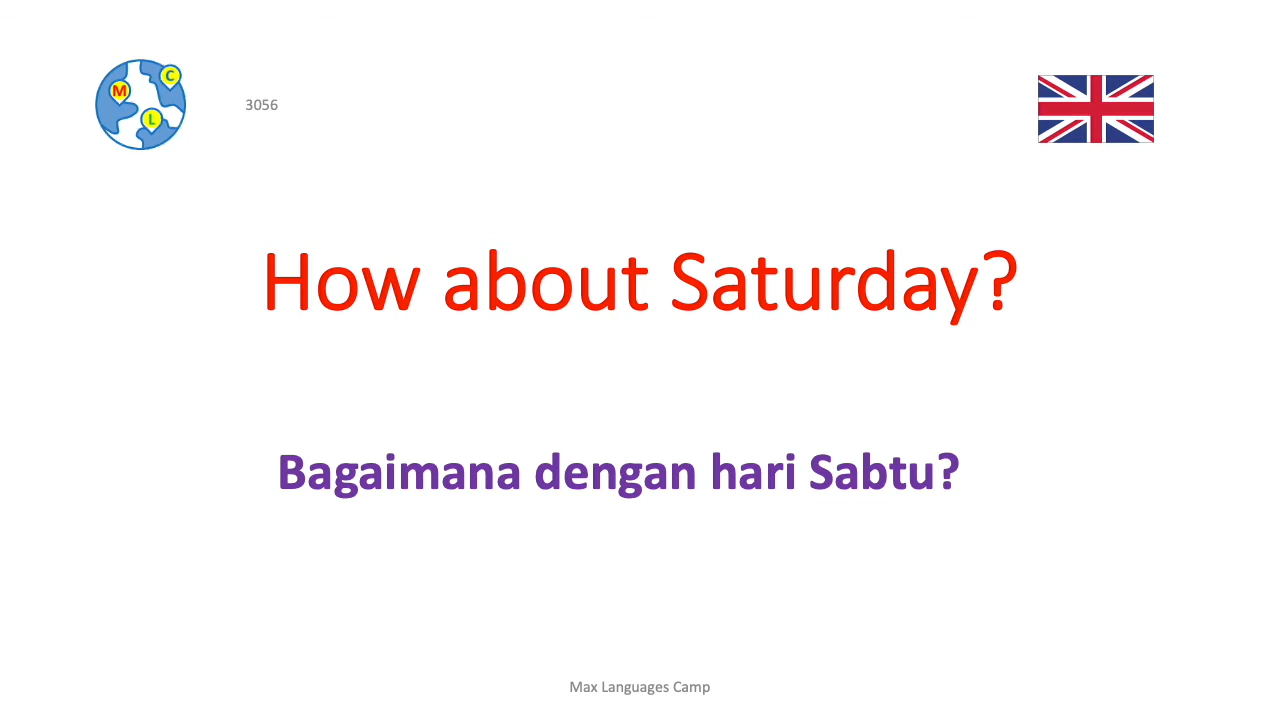 C
M
L
3056
How about Saturday?
Bagaimana dengan hari Sabtu?
Max Languages Camp